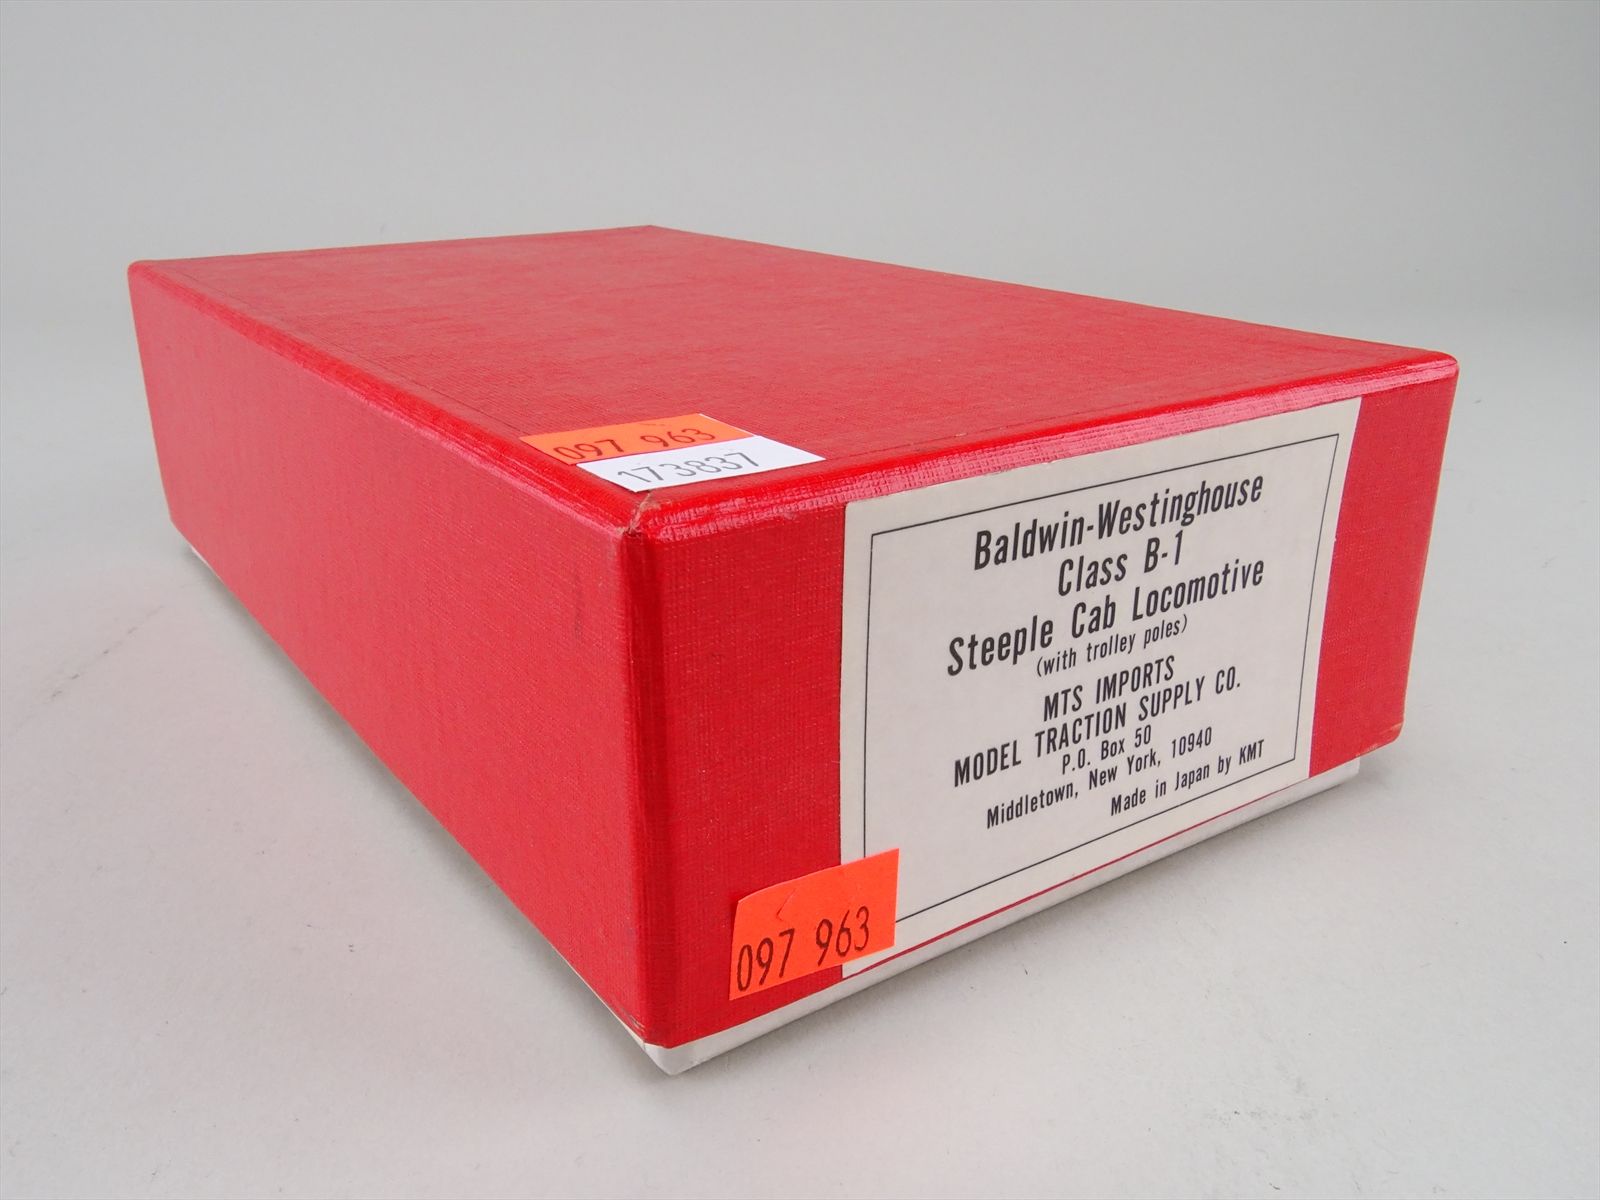 097 963
173837
Baldwin-Westinghouse
Class B-1
Steeple Cab Locomotive
(with trolley poles)
MTS IMPORTS
MODEL TRACTION SUPPLY CO.
P.O. Box 50
Middletown, New York, 10940
Made in Japan by KMT
097 963